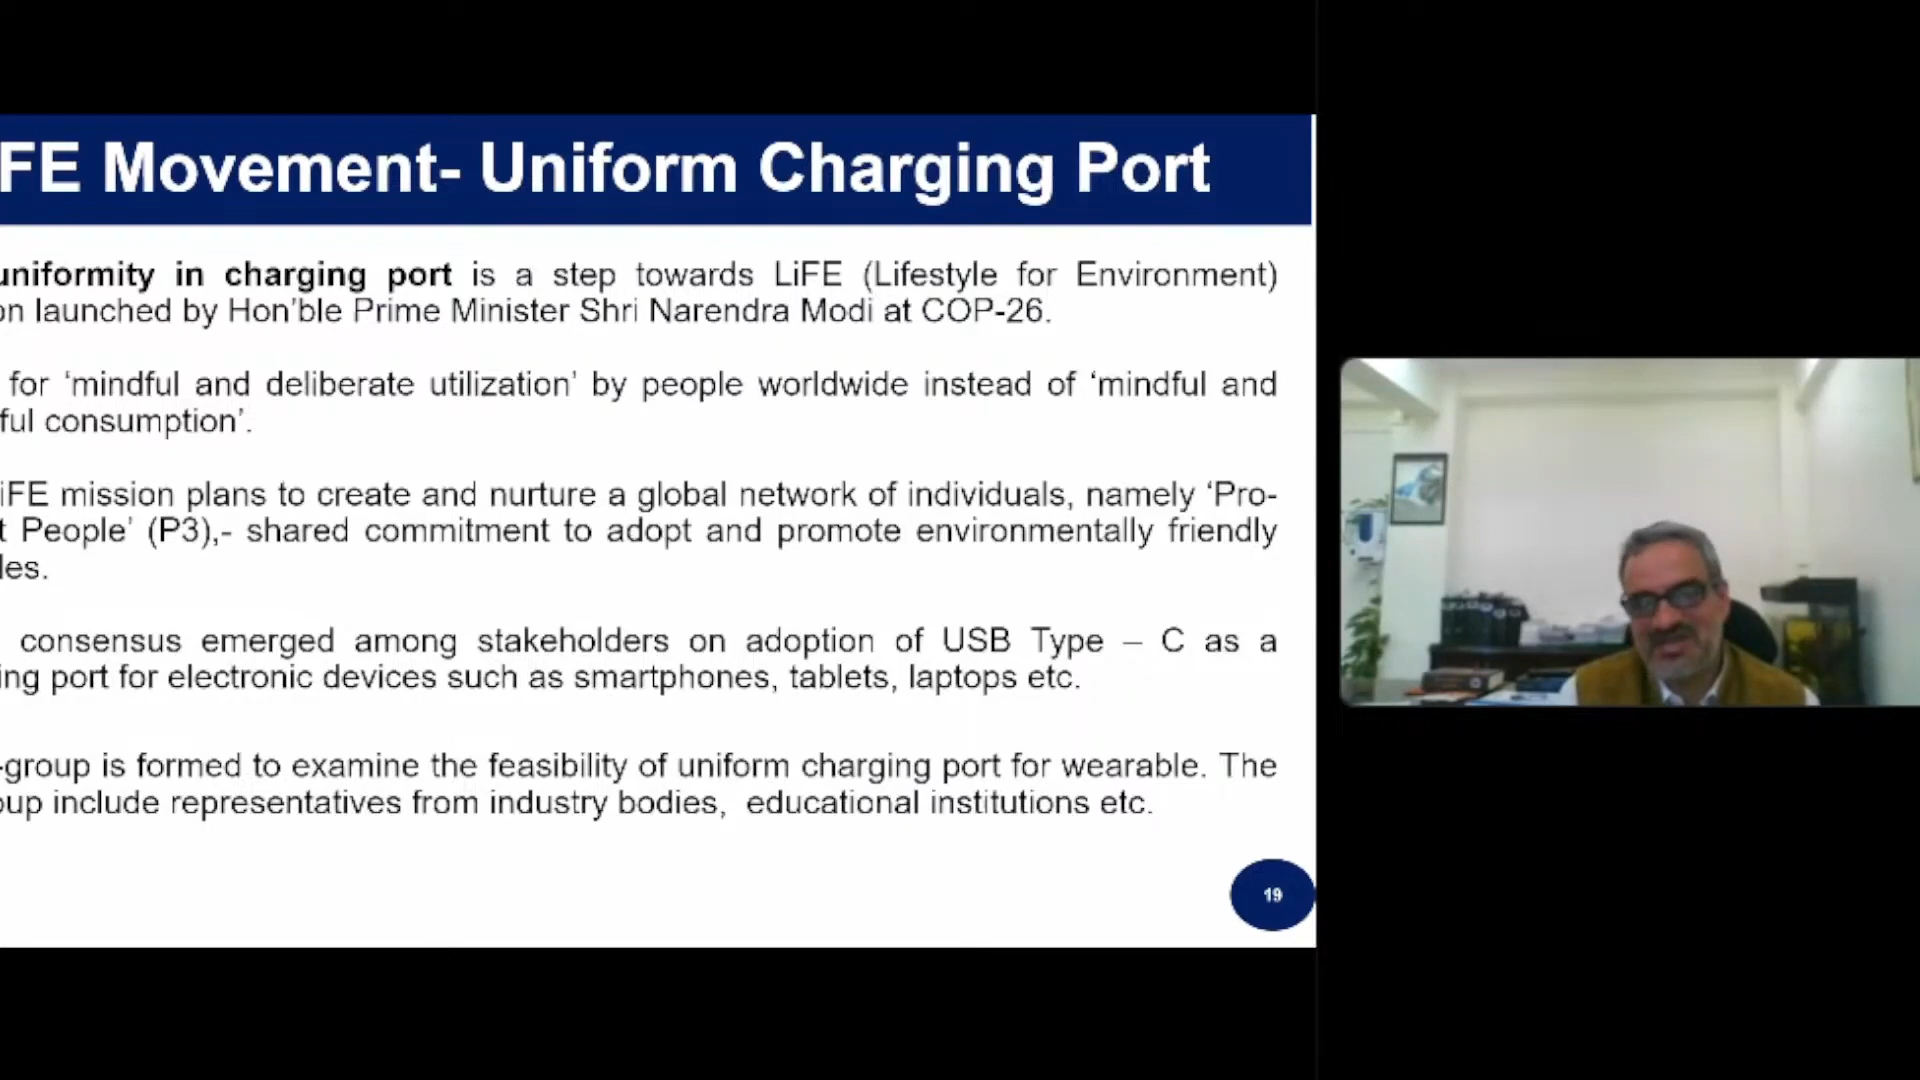 FE Movement- Uniform Charging Port
uniformity in charging port is a step towards LiFE (Lifestyle for Environment)
on launched by Hon’ble Prime Minister Shri Narendra Modi at COP-26.
for ‘mindful and deliberate utilization’ by people worldwide instead of ‘mindful and
ful consumption’.
iFE mission plans to create and nurture a global network of individuals, namely ‘Pro-
t People’ (P3),- shared commitment to adopt and promote environmentally friendly
les.
consensus emerged among stakeholders on adoption of USB Type – C as a
ing port for electronic devices such as smartphones, tablets, laptops etc.
-group is formed to examine the feasibility of uniform charging port for wearable. The
oup include representatives from industry bodies, educational institutions etc.
19